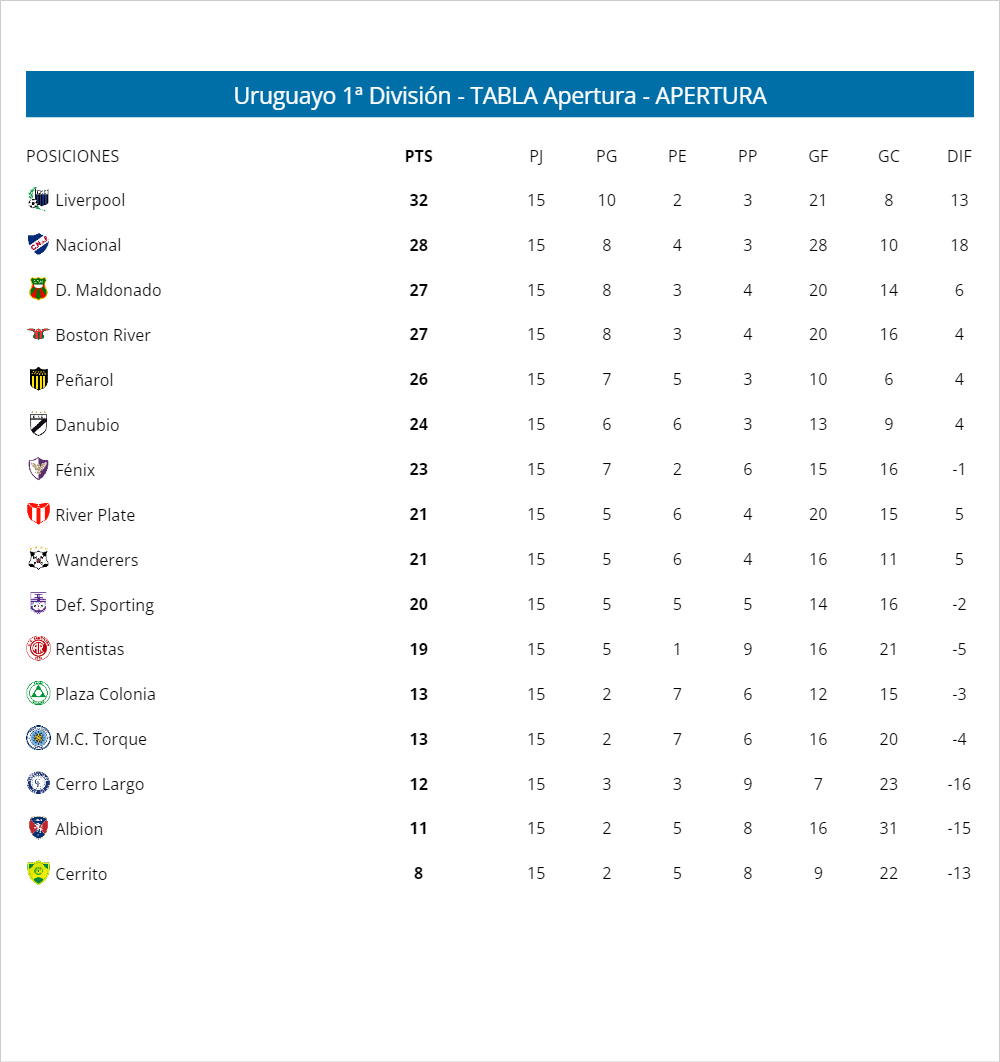 Uruguayo 1ª División - TABLA Apertura - APERTURA
POSICIONES PTS PJ PG PE PP GF GC DIF
Liverpool 32 15 10 2 3 21 8 13
Nacional 28 15 8 4 3 28 10 18
D. Maldonado 27 15 8 3 4 20 14 6
Boston River 27 15 8 3 4 20 16 4
Peñarol 26 15 7 5 3 10 6 4
Danubio 24 15 6 6 3 13 9 4
Fénix 23 15 7 2 6 15 16 -1
River Plate 21 15 5 6 4 20 15 5
Wanderers 21 15 5 6 4 16 11 5
Def. Sporting 20 15 5 5 5 14 16 -2
Rentistas 19 15 5 1 9 16 21 -5
Plaza Colonia 13 15 2 7 6 12 15 -3
M.C. Torque 13 15 2 7 6 16 20 -4
Cerro Largo 12 15 3 3 9 7 23 -16
Albion 11 15 2 5 8 16 31 -15
Cerrito 8 15 2 5 8 9 22 -13